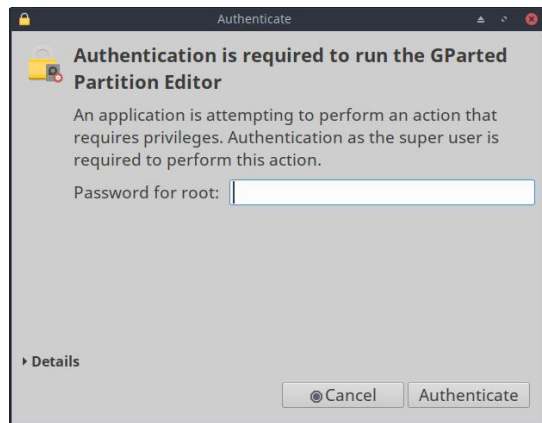 Authenticate
Authentication is required to run the GParted
Partition Editor
An application is attempting to perform an action that
requires privileges. Authentication as the super user is
required to perform this action.
Password for root:
Details
Cancel Authenticate